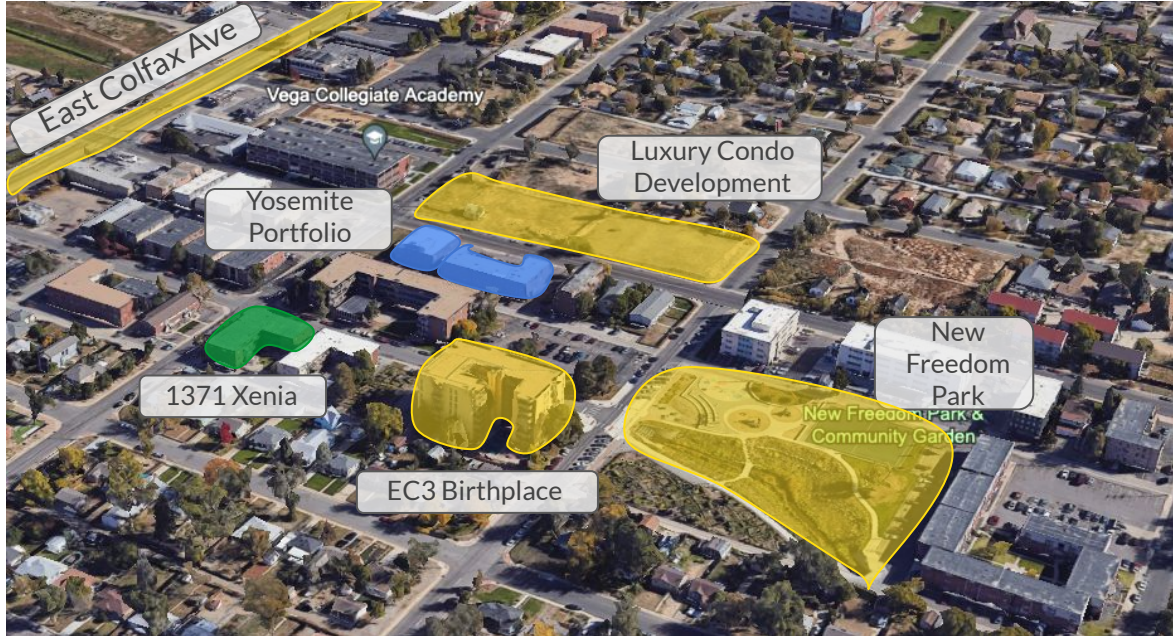 East Colfax Ave
Vega Collegiate Academy
Luxury Condo
Development
Yosemite
Portfolio
New
Freedom
Park
1371 Xenia
New Freedom Park &
Community Garden
EC3 Birthplace